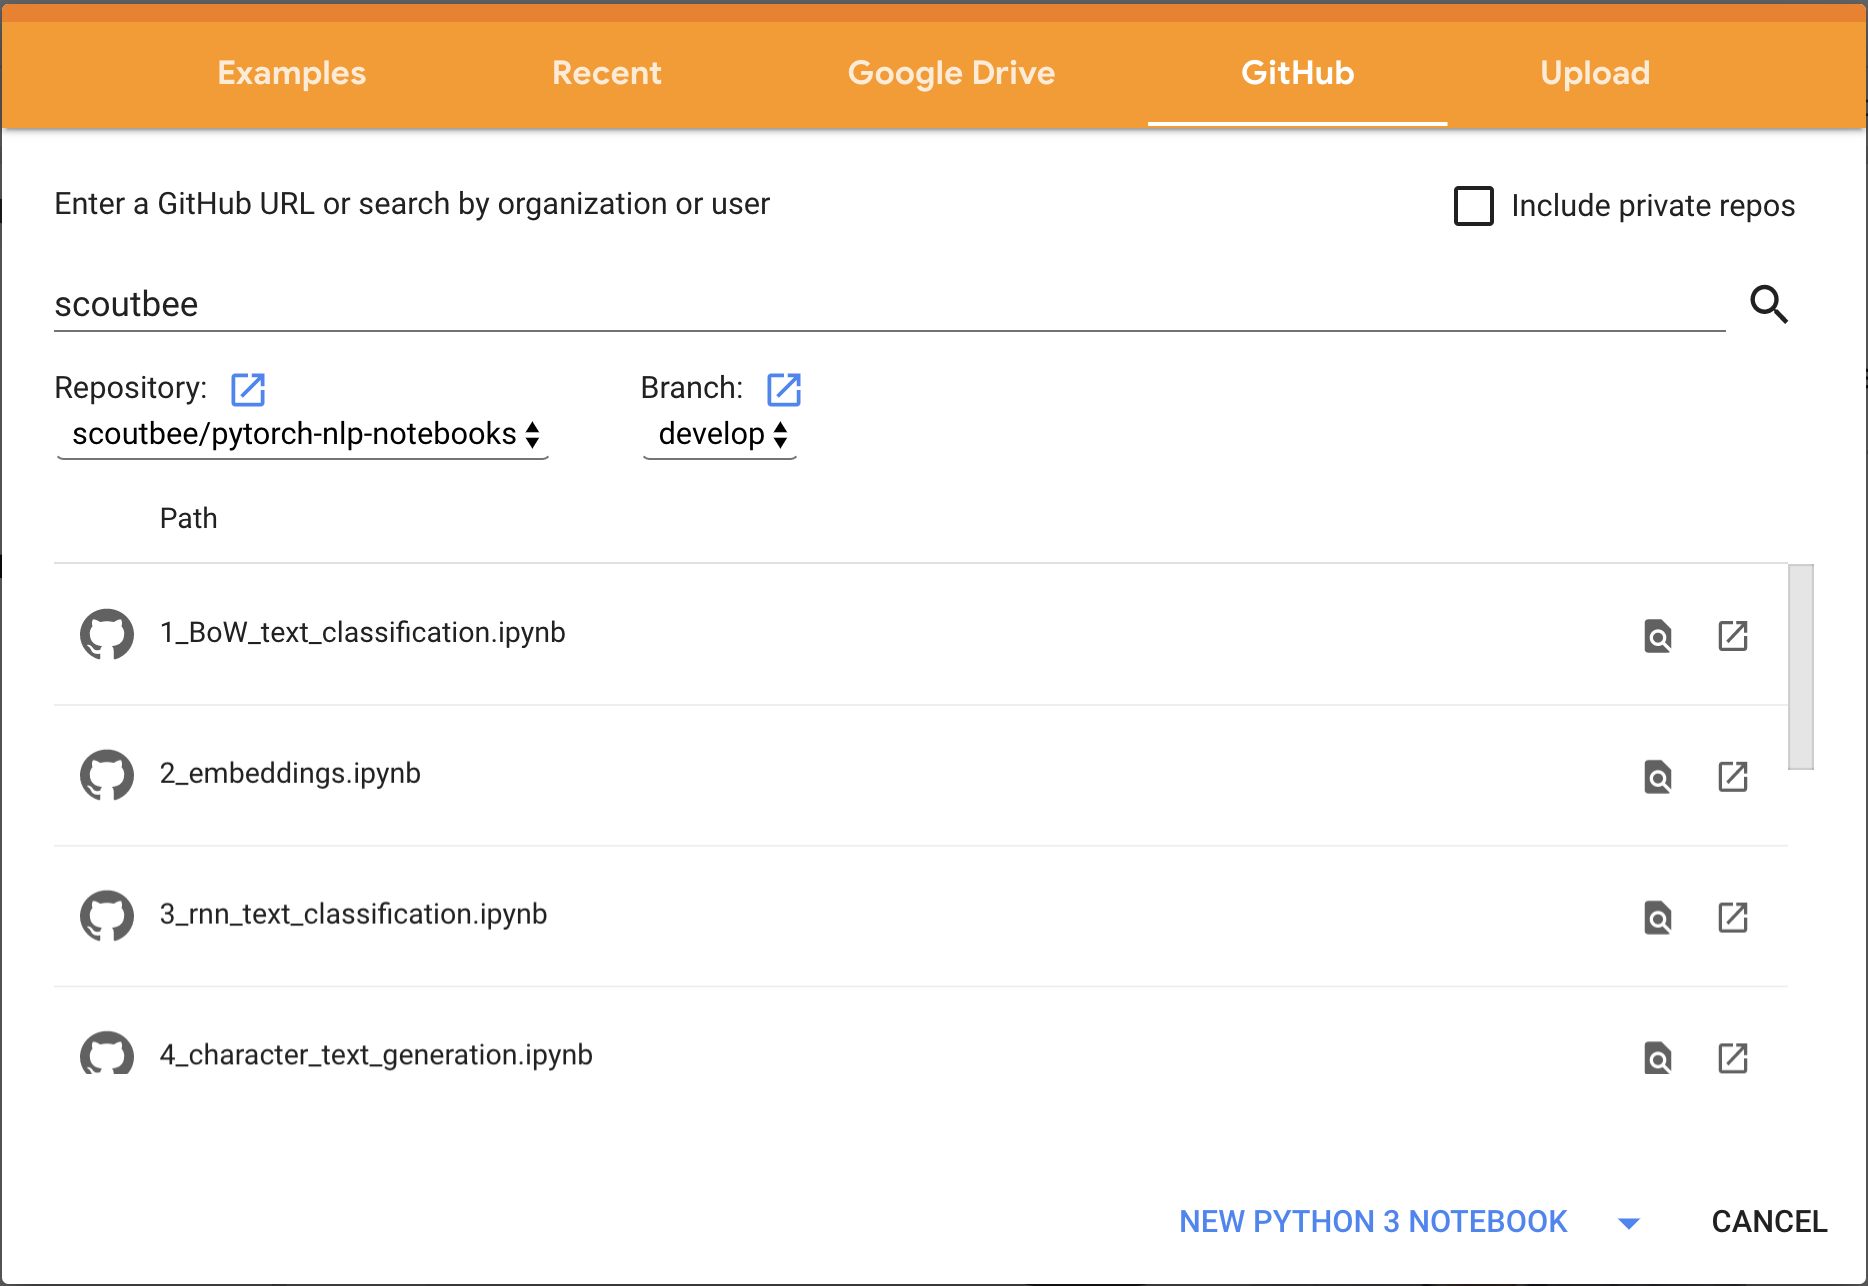 Examples Recent Google Drive GitHub Upload
Enter a GitHub URL or search by organization or user
Include private repos
scoutbee
Repository: Branch:
scoutbee/pytorch-nlp-notebooks develop
Path
1_BoW_text_classification.ipynb
2_embeddings.ipynb
3_rnn_text_classification.ipynb
4_character_text_generation.ipynb
NEW PYTHON 3 NOTEBOOK CANCEL